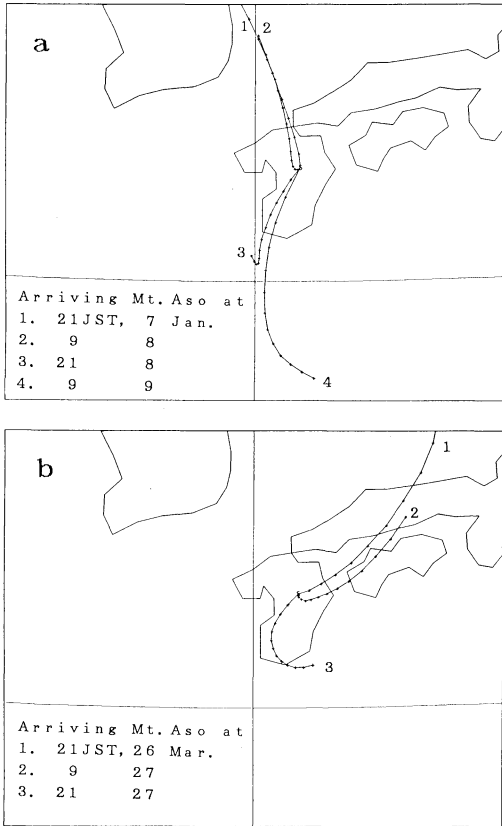 a
1 2
3
4
Arriving Mt. Aso at
1. 21JST, 7 Jan.
2. 9 8
3. 21 8
4. 9 9
b
1
2
3
Arriving Mt. Aso at
1. 21JST, 26 Mar.
2. 9 27
3. 21 27